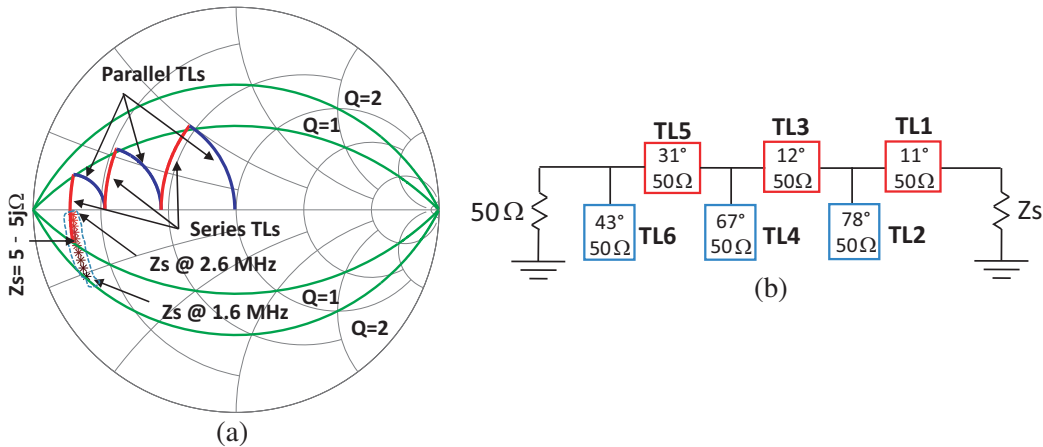 Parallel TLs
Q=2
Q=1
Series TLs
Zs= 5 - 5jΩ
Zs @ 2.6 MHz
Zs @ 1.6 MHz
Q=1
Q=2
(a)
TL5
TL3
TL1
31°
50Ω
12°
50Ω
11°
50Ω
50Ω
43°
50Ω
TL6
67°
50Ω
TL4
78°
50Ω
TL2
Zs
(b)